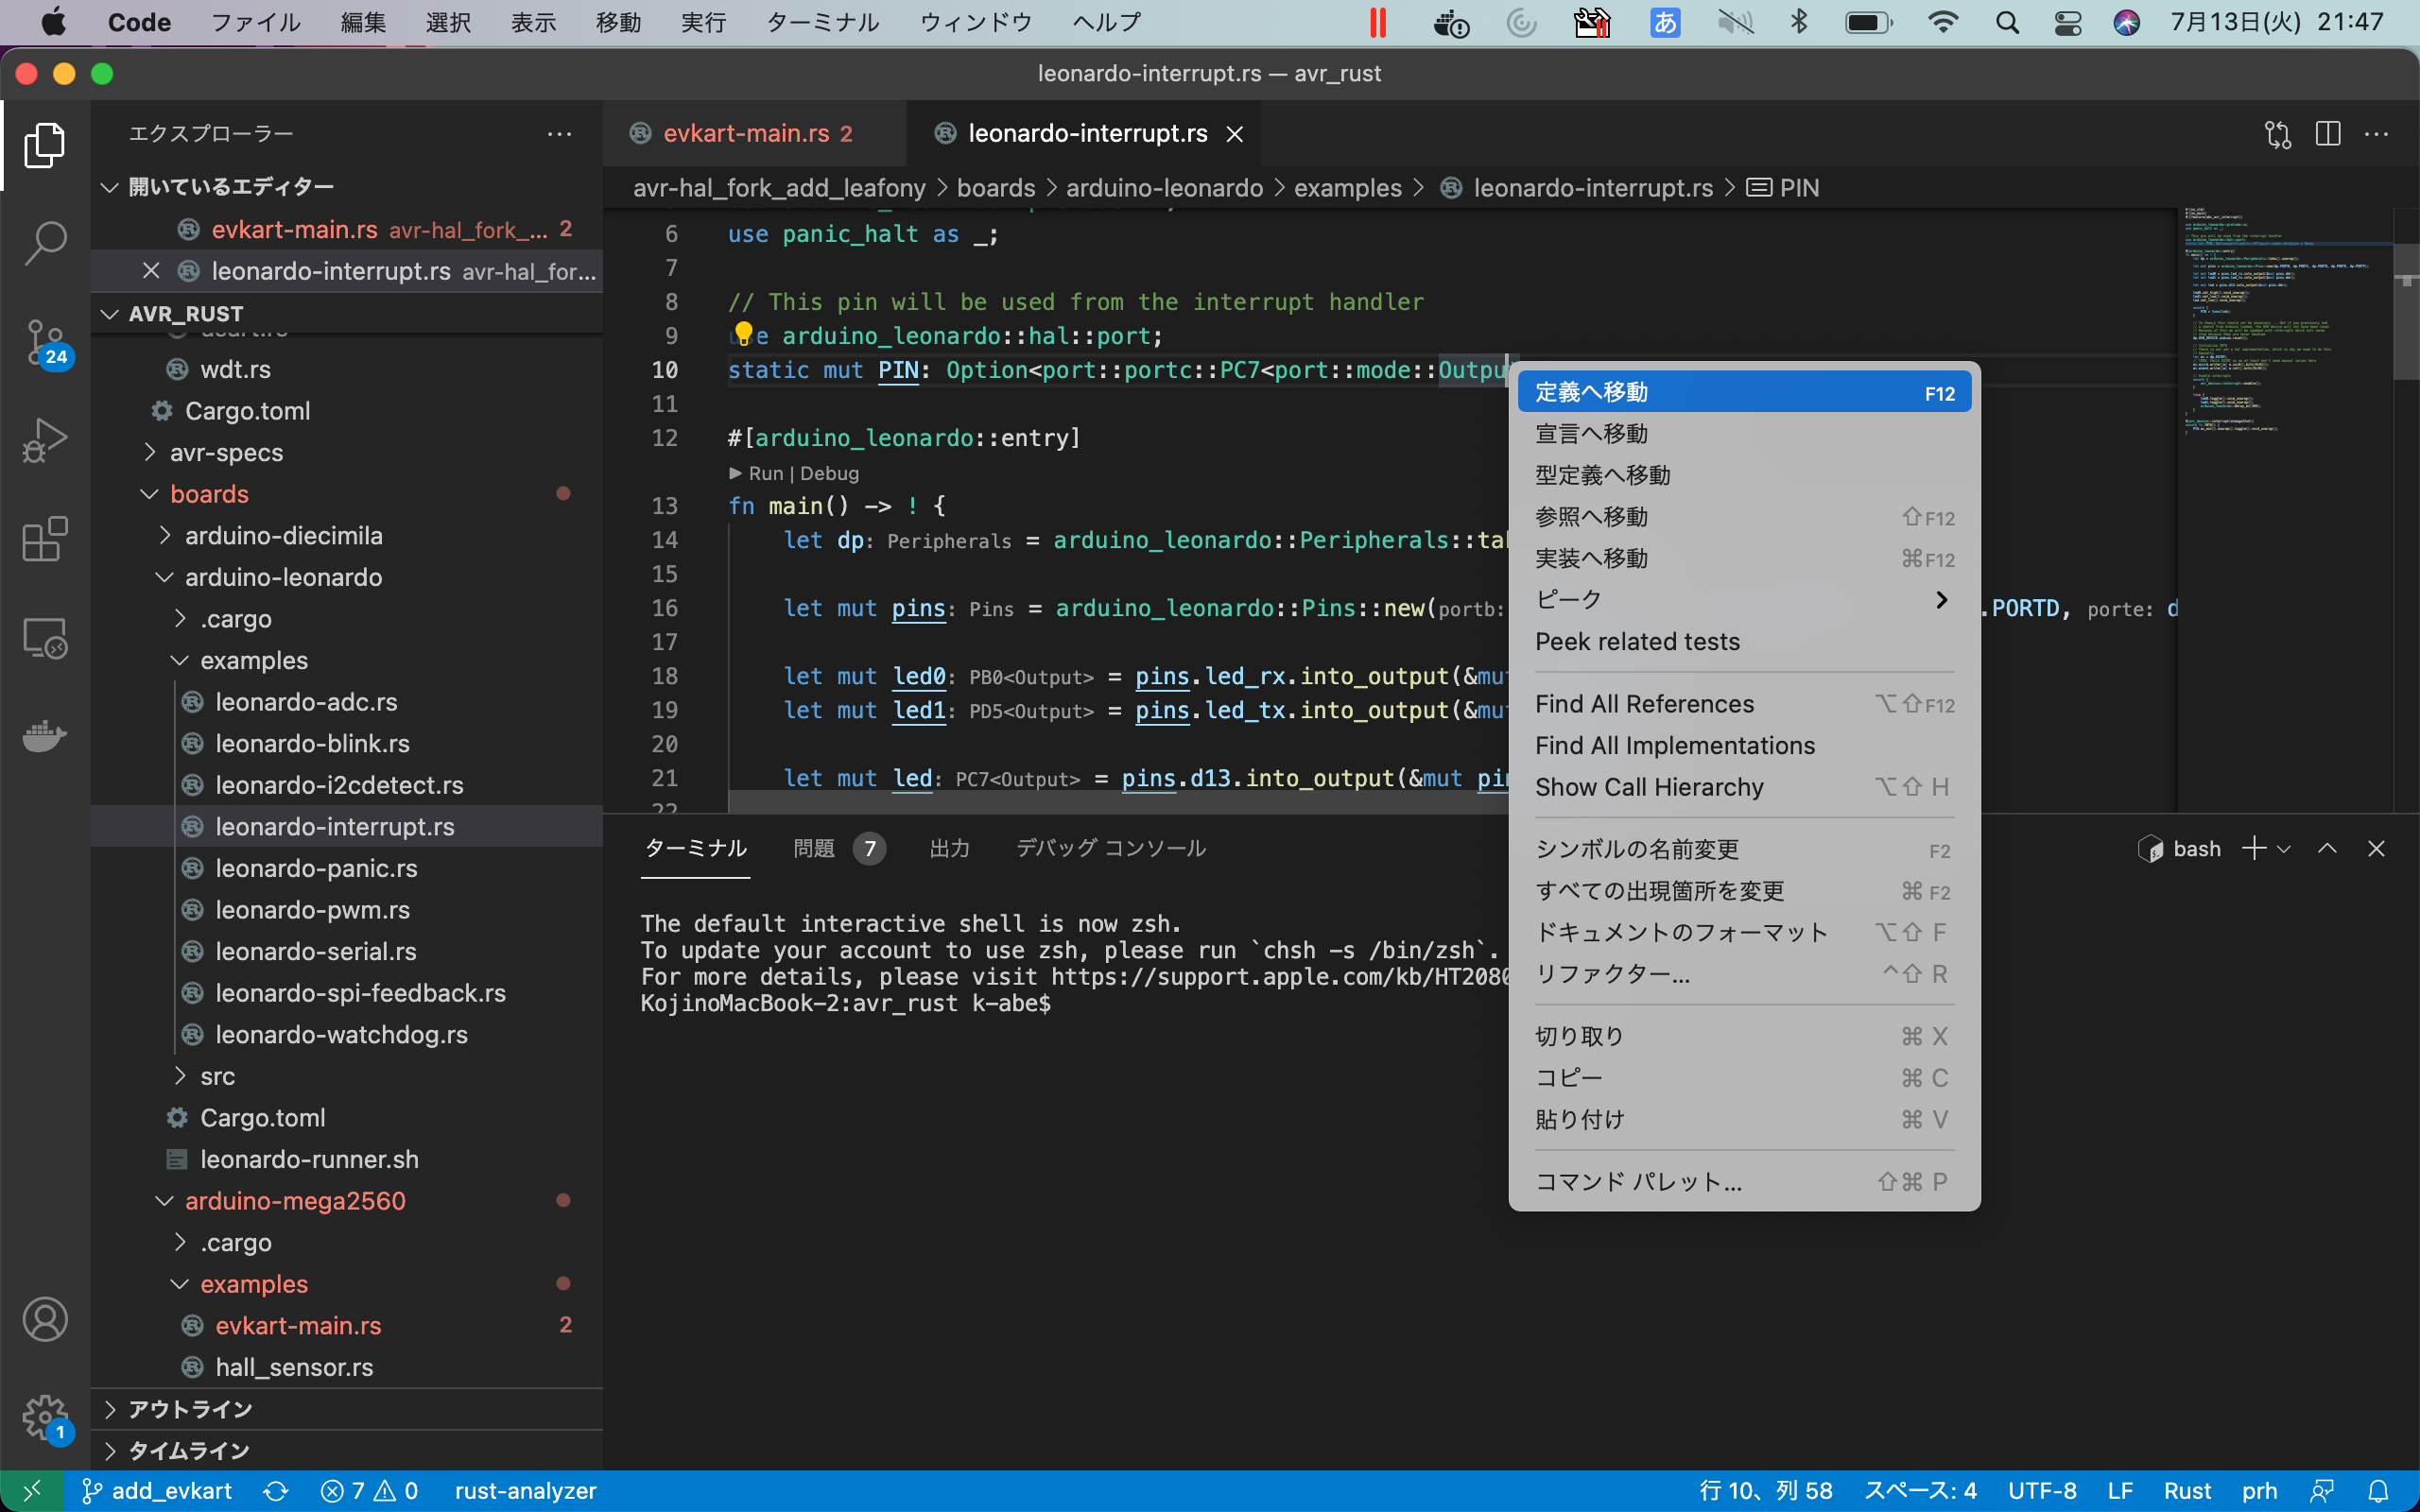 Code ファイル 編集 選択 表示 移動 実行 ターミナル ウィンドウ ヘルプ あ 7月13日(火) 21:47
leonardo-interrupt.rs — avr_rust
エクスプローラー
開いているエディター
evkart-main.rs avr-hal_fork_... 2
leonardo-interrupt.rs avr-hal_for...
AVR_RUST
wdt.rs
Cargo.toml
avr-specs
boards
arduino-diecimila
arduino-leonardo
.cargo
examples
leonardo-adc.rs
leonardo-blink.rs
leonardo-i2cdetect.rs
leonardo-interrupt.rs
leonardo-panic.rs
leonardo-pwm.rs
leonardo-serial.rs
leonardo-spi-feedback.rs
leonardo-watchdog.rs
src
Cargo.toml
leonardo-runner.sh
arduino-mega2560
.cargo
examples
evkart-main.rs 2
hall_sensor.rs
アウトライン
タイムライン
24
1
evkart-main.rs 2 leonardo-interrupt.rs
avr-hal_fork_add_leafony > boards > arduino-leonardo > examples > leonardo-interrupt.rs > PIN
6 use panic_halt as _;
7
8 // This pin will be used from the interrupt handler
9 use arduino_leonardo::hal::port;
10 static mut PIN: Option<port::portc::PC7<port::mode::Outpu
11
12 #[arduino_leonardo::entry]
Run | Debug
13 fn main() -> ! {
14 let dp: Peripherals = arduino_leonardo::Peripherals::ta
15
16 let mut pins: Pins = arduino_leonardo::Pins::new(portb: .PORTD, porte: d
17
18 let mut led0: PB0<Output> = pins.led_rx.into_output(&mu
19 let mut led1: PD5<Output> = pins.led_tx.into_output(&mu
20
21 let mut led: PC7<Output> = pins.d13.into_output(&mut pin
22
定義へ移動 F12
宣言へ移動
型定義へ移動
参照へ移動 ⇧F12
実装へ移動 ⌘F12
ピーク
Peek related tests
Find All References ⌥⇧F12
Find All Implementations
Show Call Hierarchy ⌥⇧ H
シンボルの名前変更 F2
すべての出現箇所を変更 ⌘ F2
ドキュメントのフォーマット ⌥⇧ F
リファクター... ^⇧ R
切り取り ⌘ X
コピー ⌘ C
貼り付け ⌘ V
コマンド パレット... ⇧⌘ P
ターミナル 問題 7 出力 デバッグ コンソール bash
The default interactive shell is now zsh.
To update your account to use zsh, please run `chsh -s /bin/zsh`.
For more details, please visit https://support.apple.com/kb/HT2080
KojinoMacBook-2:avr_rust k-abe$
add_evkart 7 0 rust-analyzer 行 10、列 58 スペース: 4 UTF-8 LF Rust prh